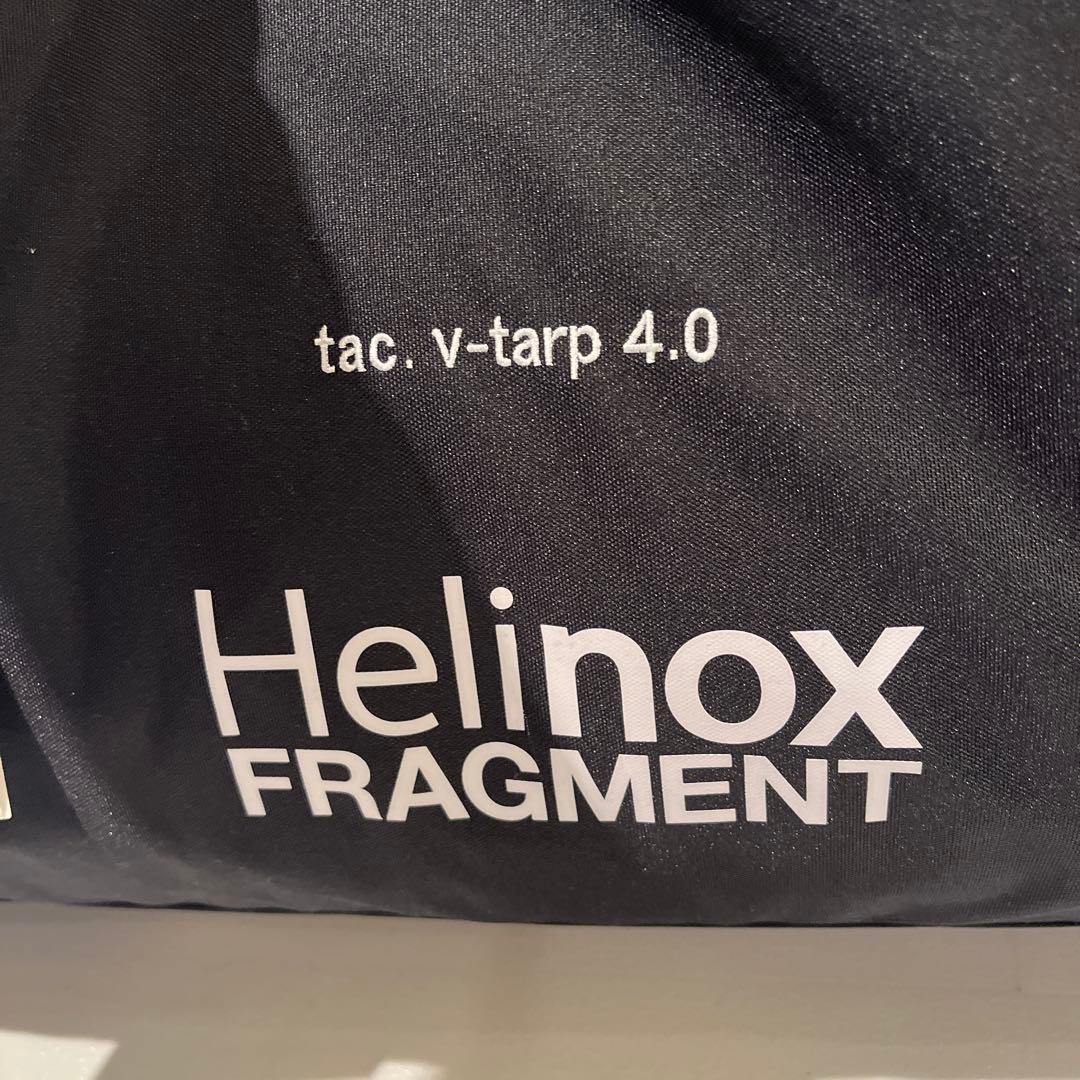 tac. v-tarp 4.0
Helinox
FRAGMENT